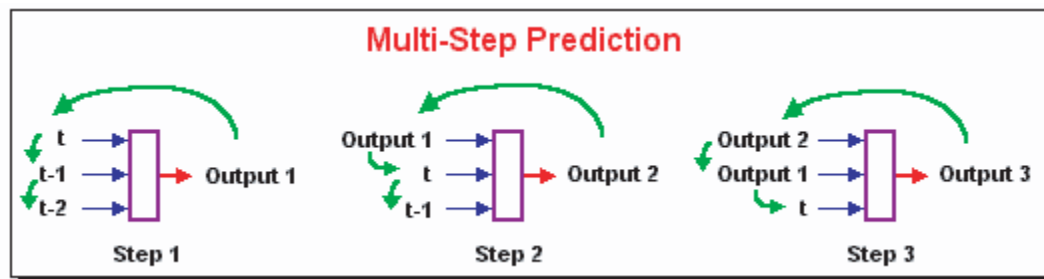 Multi-Step Prediction
t
t-1
t-2
Output 1
Step 1
Output 1
t
t-1
Output 2
Step 2
Output 2
Output 1
t
Output 3
Step 3